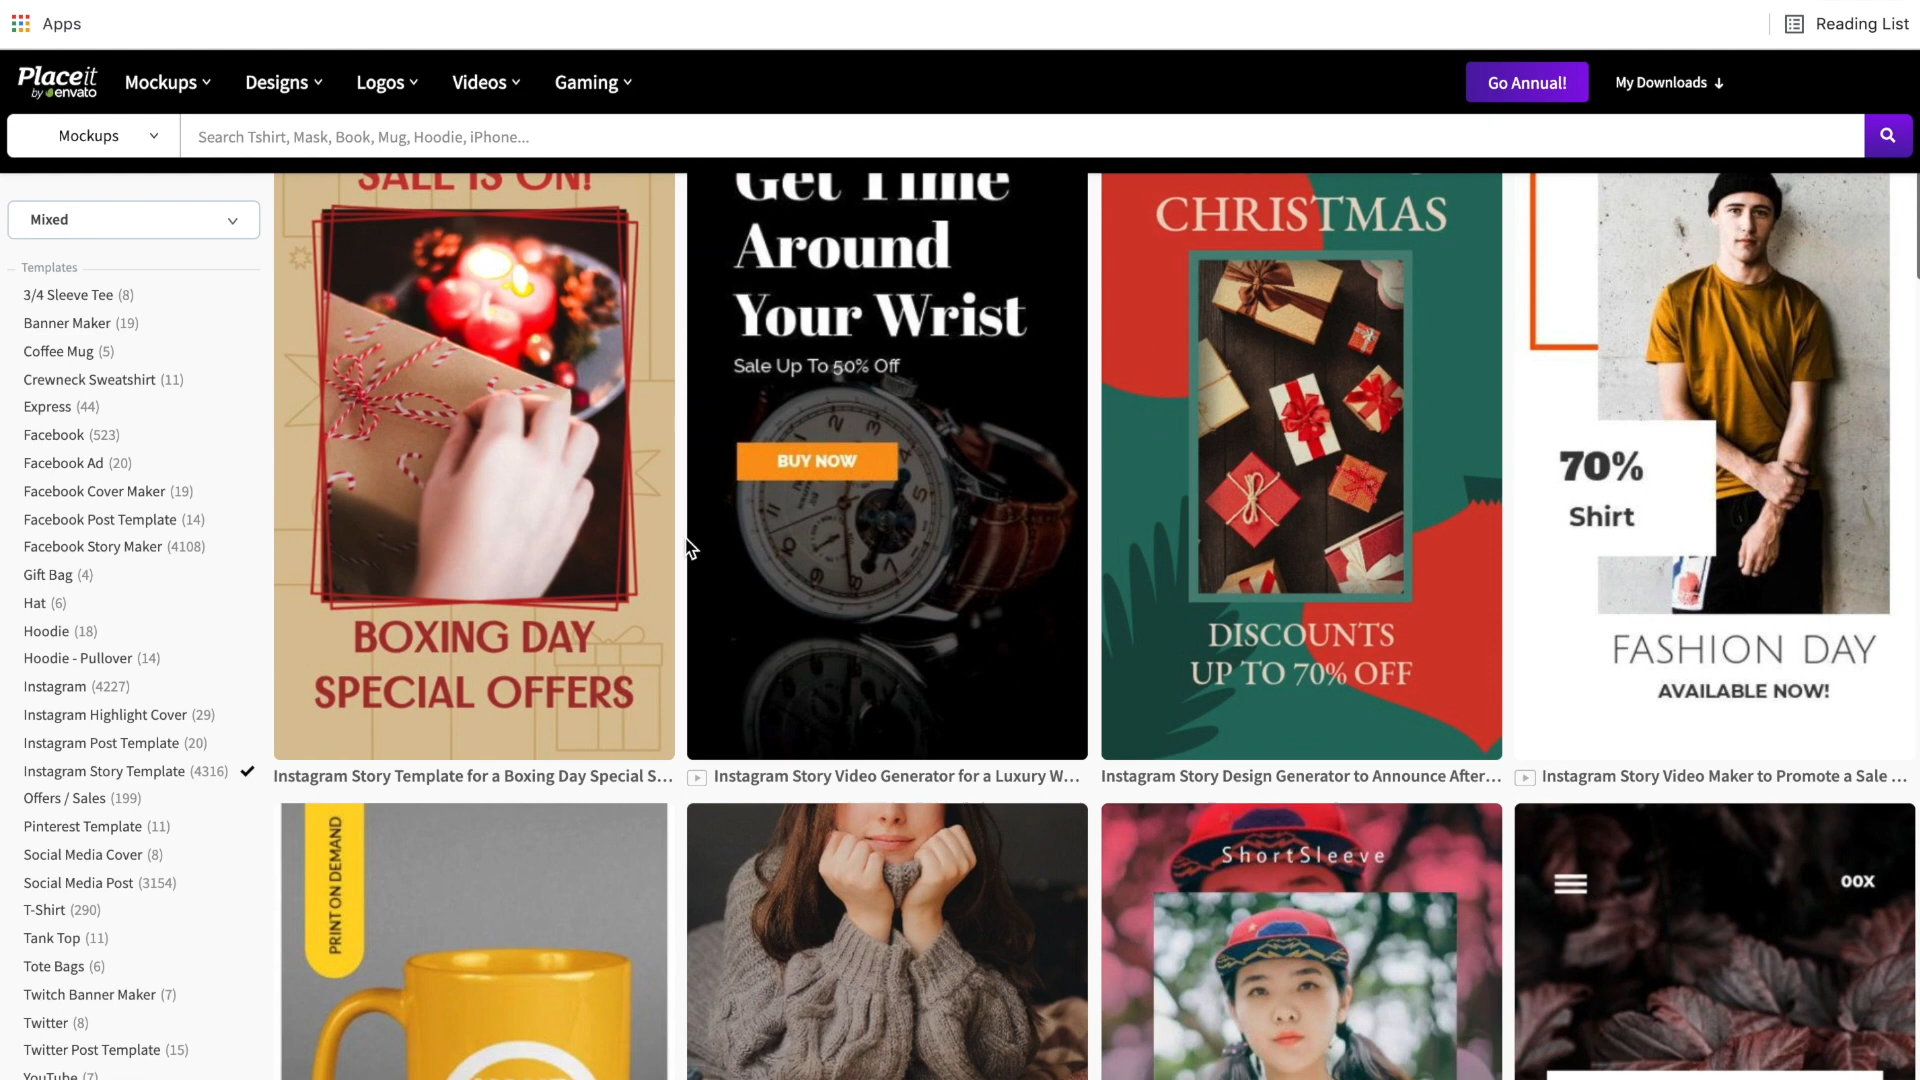 Apps
Reading List
Placeit
by envato
Mockups
Designs
Logos
Videos
Gaming
Go Annual!
My Downloads
Mockups
Search Tshirt, Mask, Book, Mug, Hoodie, iPhone...
Mixed
Templates
3/4 Sleeve Tee (8)
Banner Maker (19)
Coffee Mug (5)
Crewneck Sweatshirt (11)
Express (44)
Facebook (523)
Facebook Ad (20)
Facebook Cover Maker (19)
Facebook Post Template (14)
Facebook Story Maker (4108)
Gift Bag (4)
Hat (6)
Hoodie (18)
Hoodie - Pullover (14)
Instagram (4227)
Instagram Highlight Cover (29)
Instagram Post Template (20)
Instagram Story Template (4316)
Offers / Sales (199)
Pinterest Template (11)
Social Media Cover (8)
Social Media Post (3154)
T-Shirt (290)
Tank Top (11)
Tote Bags (6)
Twitch Banner Maker (7)
Twitter (8)
Twitter Post Template (15)
YouTube (7)
SALE IS ON!
BOXING DAY
SPECIAL OFFERS
Instagram Story Template for a Boxing Day Special S...
Get Time
Around
Your Wrist
Sale Up To 50% Off
BUY NOW
Instagram Story Video Generator for a Luxury W...
CHRISTMAS
DISCOUNTS
UP TO 70% OFF
Instagram Story Design Generator to Announce After...
70%
Shirt
FASHION DAY
AVAILABLE NOW!
Instagram Story Video Maker to Promote a Sale ...
PRINT ON DEMAND
ShortSleeve
00X